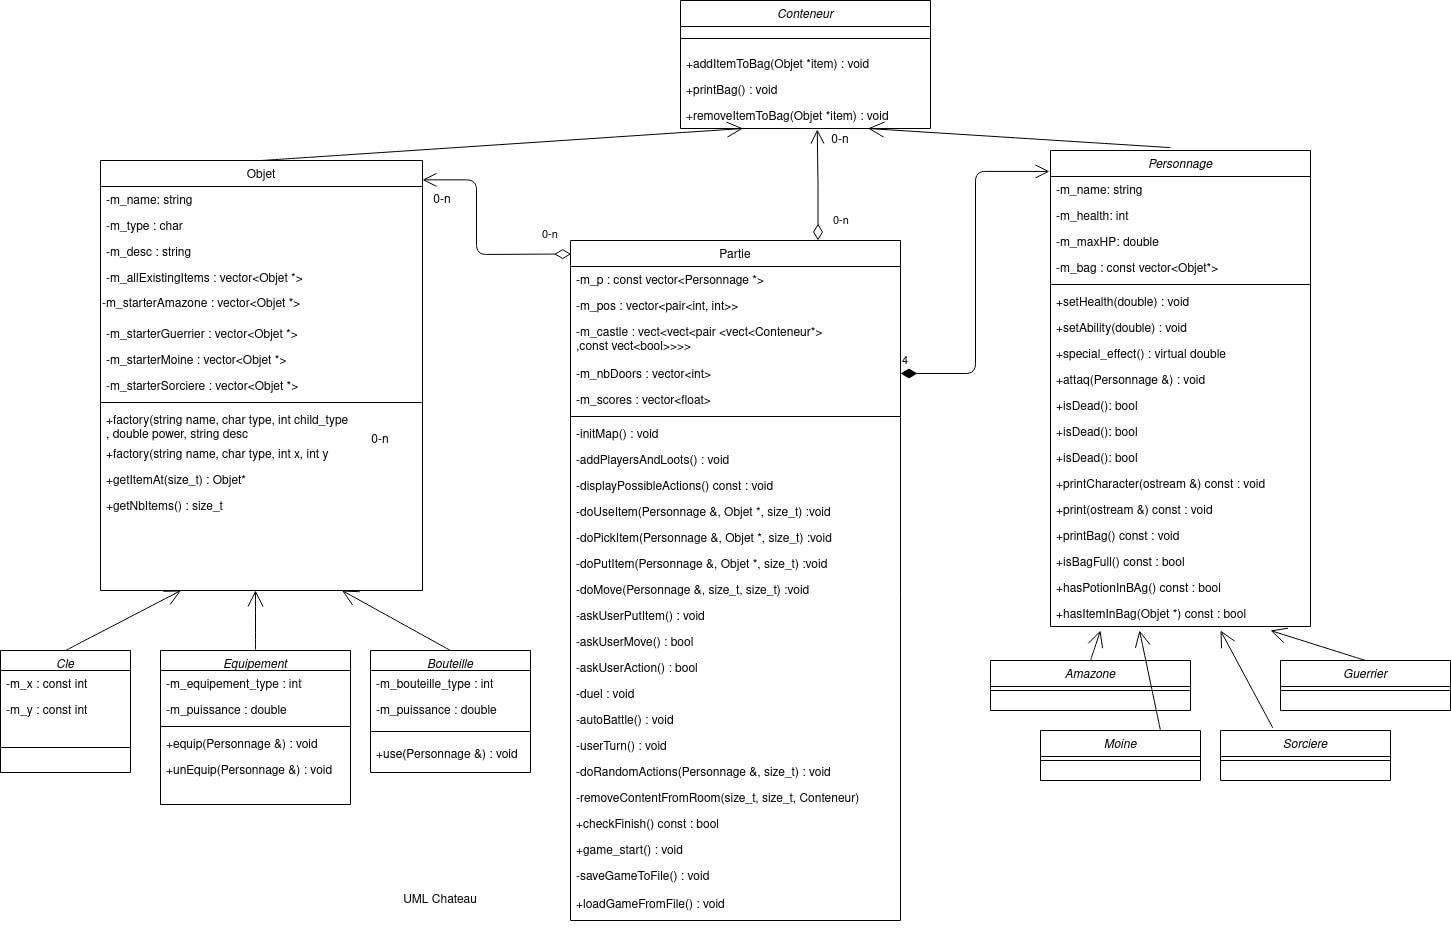 Conteneur
+addItemToBag(Objet *item) : void
+printBag() : void
+removeItemToBag(Objet *item) : void
0-n
0-n
Objet
-m_name: string
-m_type : char
-m_desc : string
-m_allExistingItems : vector<Objet *>
-m_starterAmazone : vector<Objet *>
-m_starterGuerrier : vector<Objet *>
-m_starterMoine : vector<Objet *>
-m_starterSorciere : vector<Objet *>
+factory(string name, char type, int child_type
, double power, string desc
+factory(string name, char type, int x, int y
+getItemAt(size_t) : Objet*
+getNbItems() : size_t
0-n
0-n
0-n
Partie
-m_p : const vector<Personnage *>
-m_pos : vector<pair<int, int>>
-m_castle : vect<vect<pair <vect<Conteneur*>
,const vect<bool>>>>
-m_nbDoors : vector<int>
-m_scores : vector<float>
-initMap() : void
-addPlayersAndLoots() : void
-displayPossibleActions() const : void
-doUseItem(Personnage &, Objet *, size_t) :void
-doPickItem(Personnage &, Objet *, size_t) :void
-doPutItem(Personnage &, Objet *, size_t) :void
-doMove(Personnage &, size_t, size_t) :void
-askUserPutItem() : void
-askUserMove() : bool
-askUserAction() : bool
-duel : void
-autoBattle() : void
-userTurn() : void
-doRandomActions(Personnage &, size_t) : void
-removeContentFromRoom(size_t, size_t, Conteneur)
+checkFinish() const : bool
+game_start() : void
-saveGameToFile() : void
+loadGameFromFile() : void
4
Personnage
-m_name: string
-m_health: int
-m_maxHP: double
-m_bag : const vector<Objet*>
+setHealth(double) : void
+setAbility(double) : void
+special_effect() : virtual double
+attaq(Personnage &) : void
+isDead(): bool
+isDead(): bool
+isDead(): bool
+printCharacter(ostream &) const : void
+print(ostream &) const : void
+printBag() const : void
+isBagFull() const : bool
+hasPotionInBAg() const : bool
+hasItemInBag(Objet *) const : bool
Cle
-m_x : const int
-m_y : const int
Equipement
-m_equipement_type : int
-m_puissance : double
+equip(Personnage &) : void
+unEquip(Personnage &) : void
Bouteille
-m_bouteille_type : int
-m_puissance : double
+use(Personnage &) : void
Amazone
Guerrier
Moine
Sorciere
UML Chateau